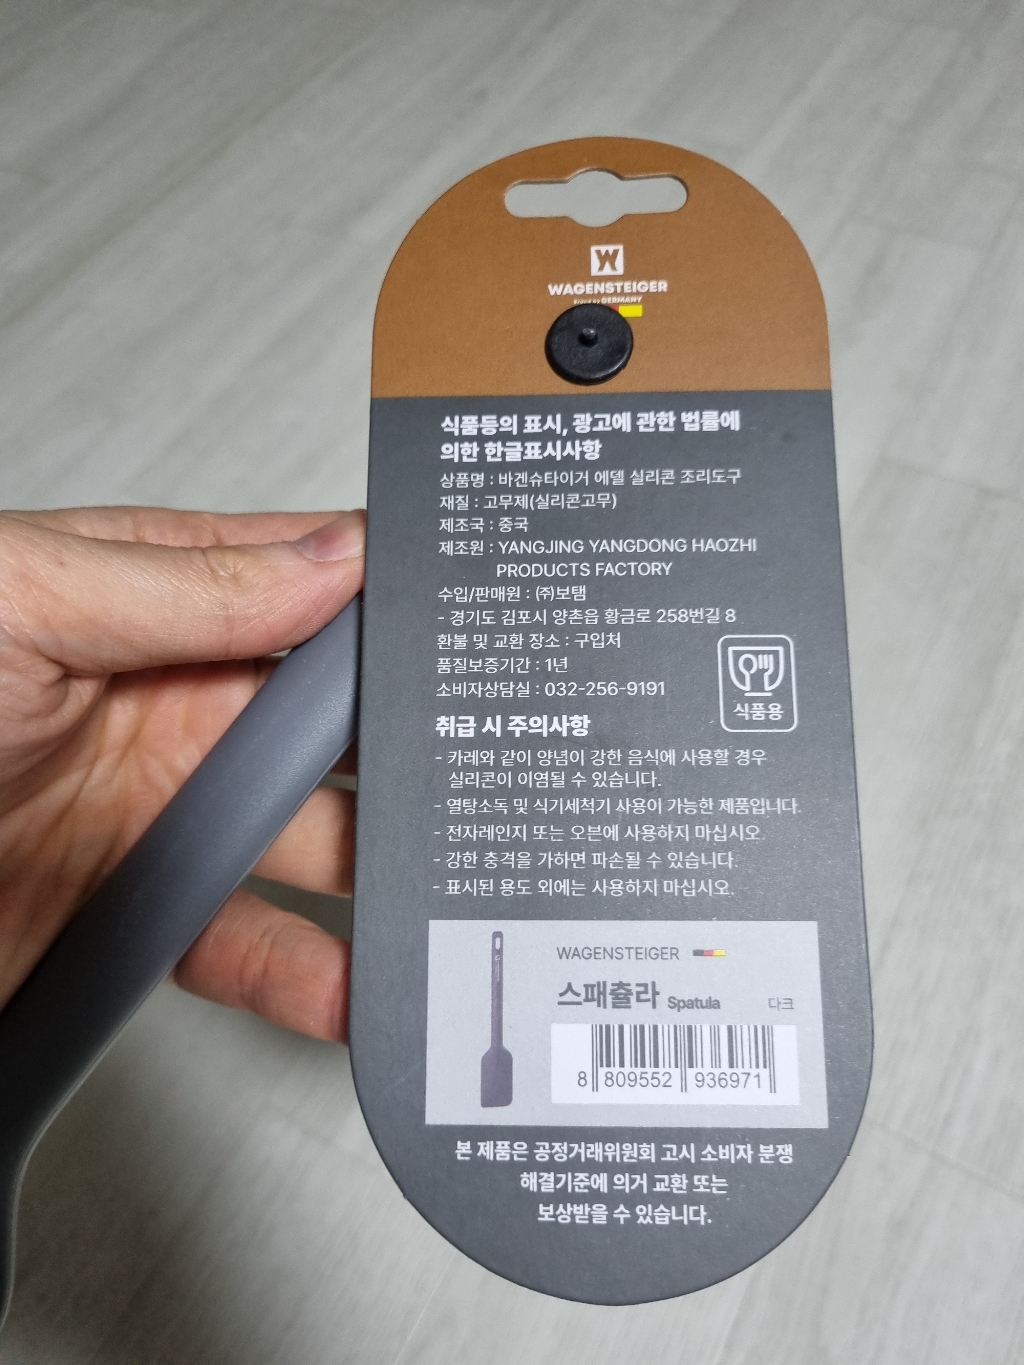 W
WAGENSTEIGER
GERMANY
식품등의 표시, 광고에 관한 법률에
의한 한글표시사항
상품명 : 바겐슈타이거 에델 실리콘 조리도구
재질 : 고무제(실리콘고무)
제조국 : 중국
제조원 : YANGJING YANGDONG HAOZHI
PRODUCTS FACTORY
수입/판매원 : ㈜보탬
- 경기도 김포시 양촌읍 황금로 258번길 8
환불 및 교환 장소 : 구입처
품질보증기간 : 1년
소비자상담실 : 032-256-9191
식품용
취급 시 주의사항
- 카레와 같이 양념이 강한 음식에 사용할 경우
실리콘이 이염될 수 있습니다.
- 열탕소독 및 식기세척기 사용이 가능한 제품입니다.
- 전자레인지 또는 오븐에 사용하지 마십시오.
- 강한 충격을 가하면 파손될 수 있습니다.
- 표시된 용도 외에는 사용하지 마십시오.
WAGENSTEIGER
스패츌라 Spatula 다크
8 809552 936971
본 제품은 공정거래위원회 고시 소비자 분쟁
해결기준에 의거 교환 또는
보상받을 수 있습니다.